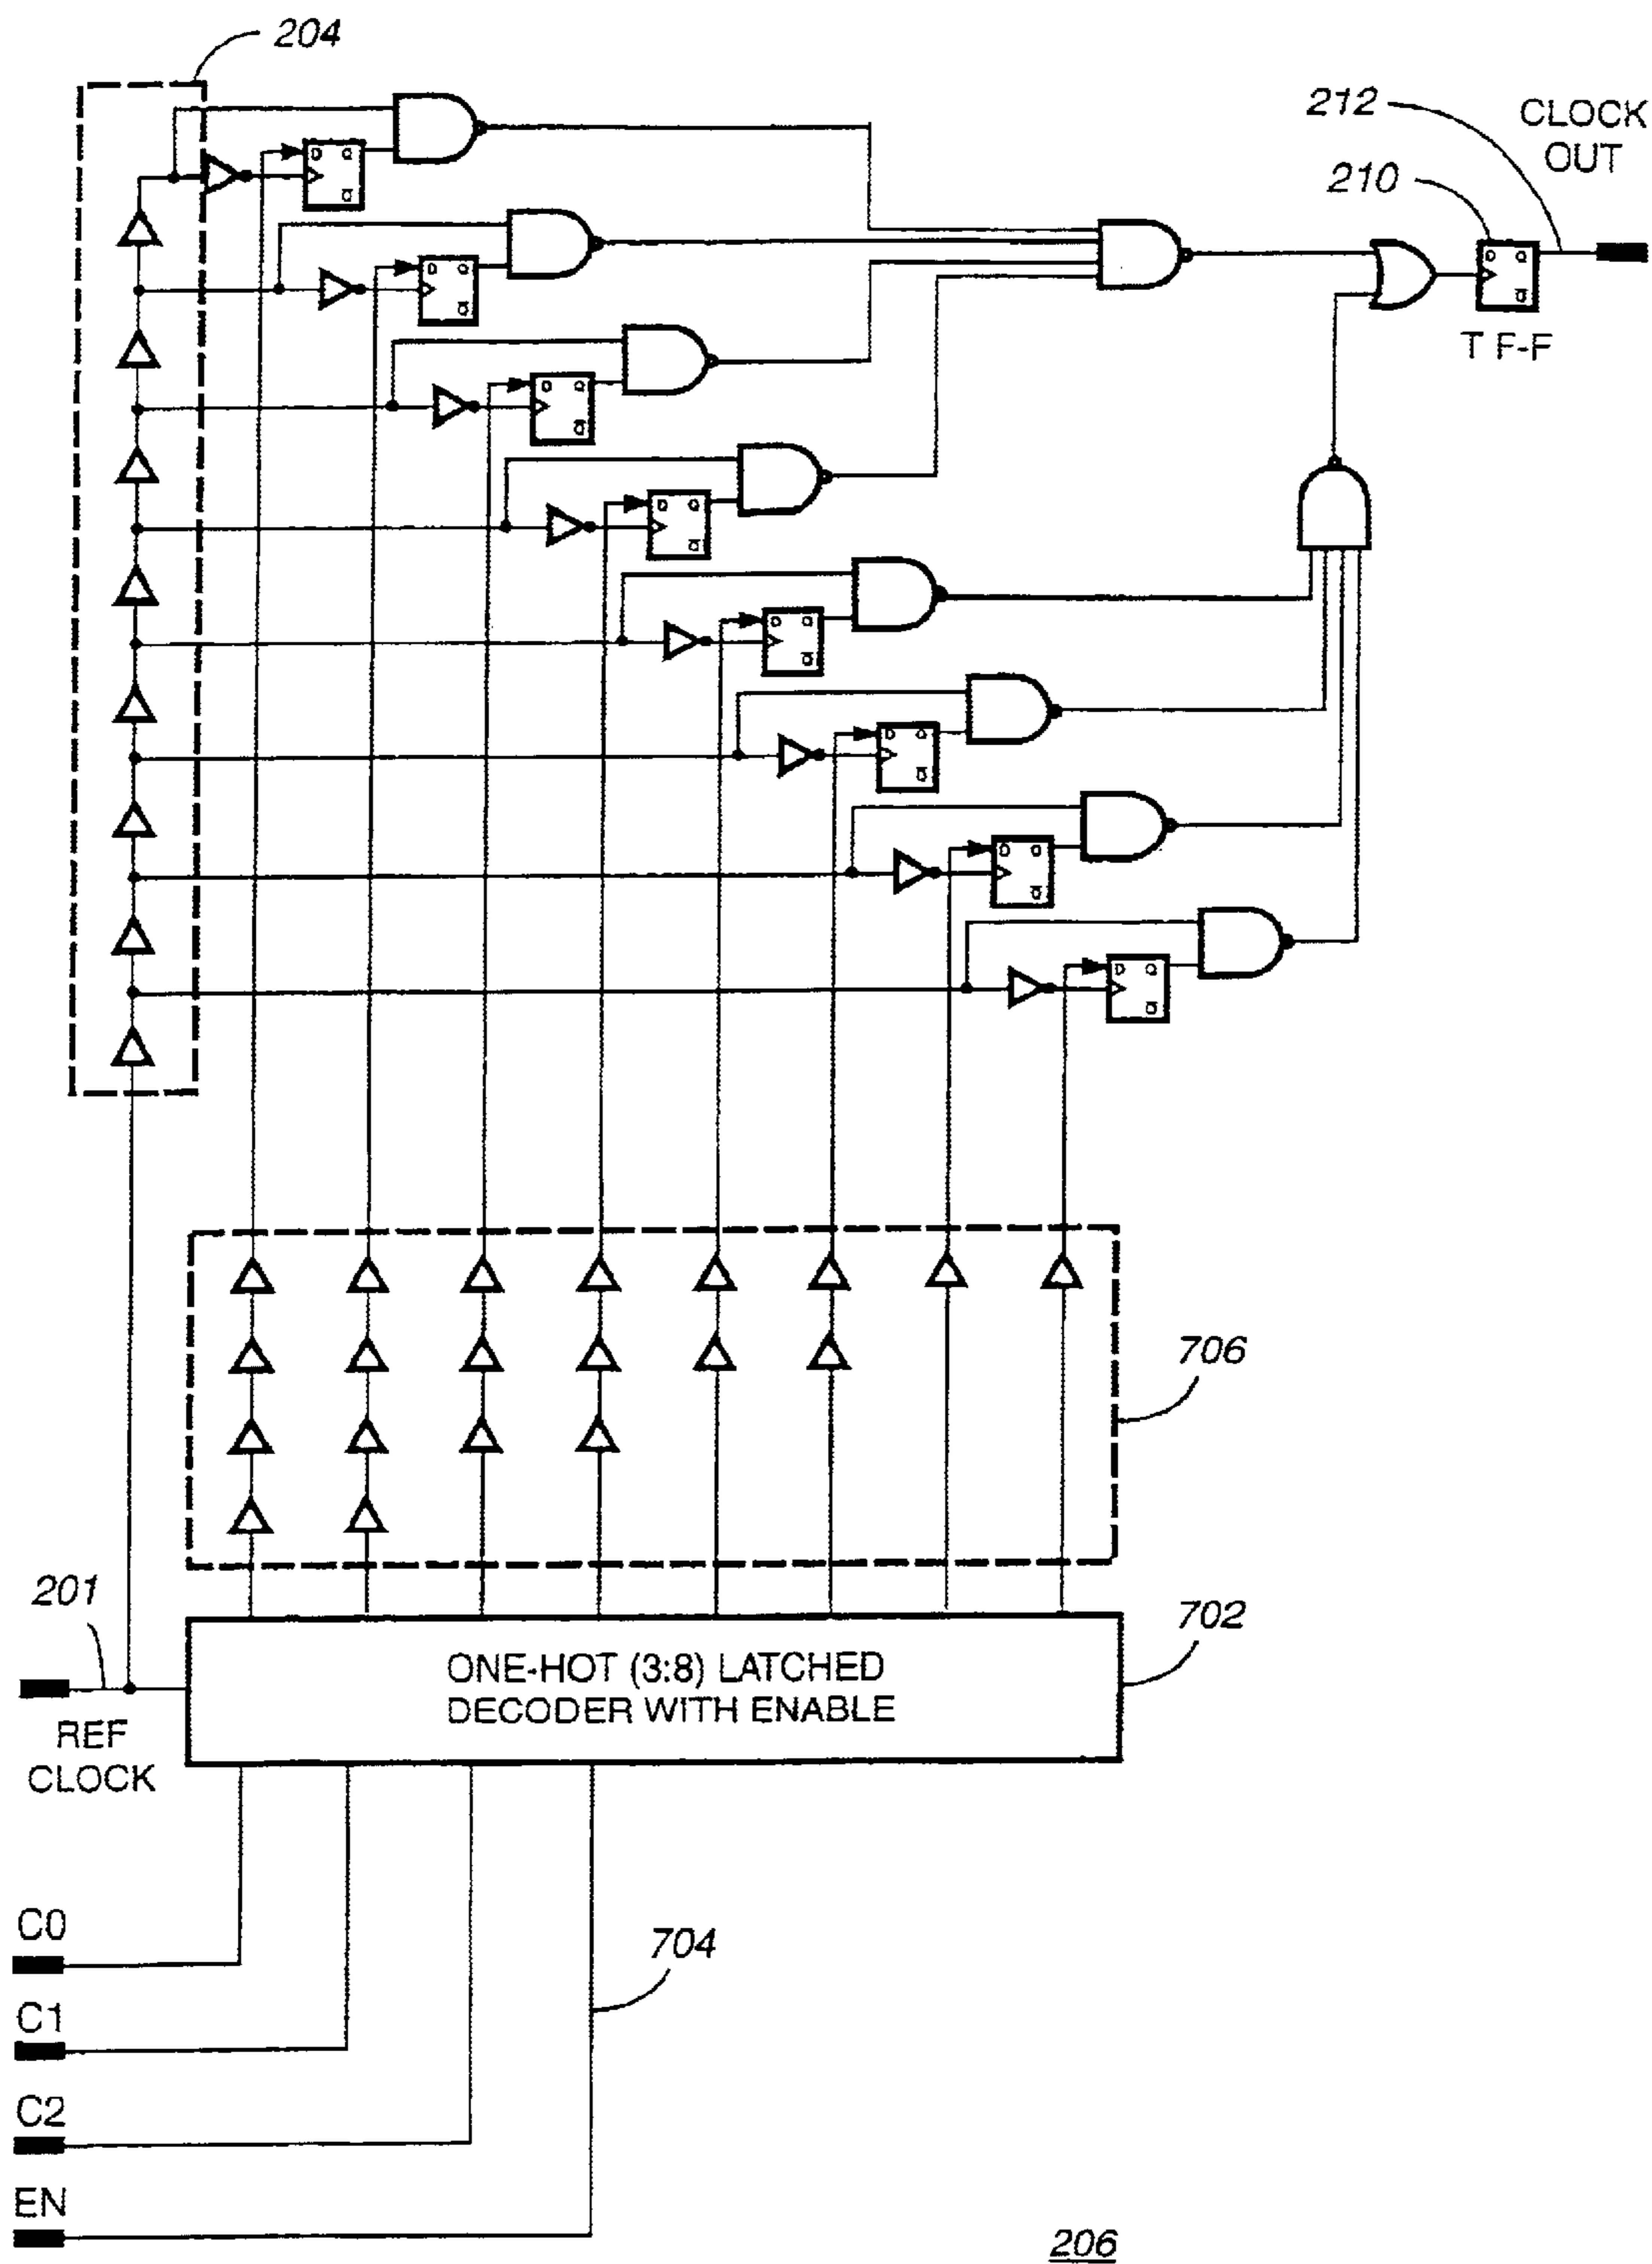 204
212
CLOCK
OUT
210
D Q
Q̅
D Q
Q̅
D Q
Q̅
T F-F
D Q
Q̅
D Q
Q̅
D Q
Q̅
D Q
Q̅
D Q
Q̅
D Q
Q̅
706
201
702
ONE-HOT (3:8) LATCHED
DECODER WITH ENABLE
REF
CLOCK
C0
704
C1
C2
EN
206